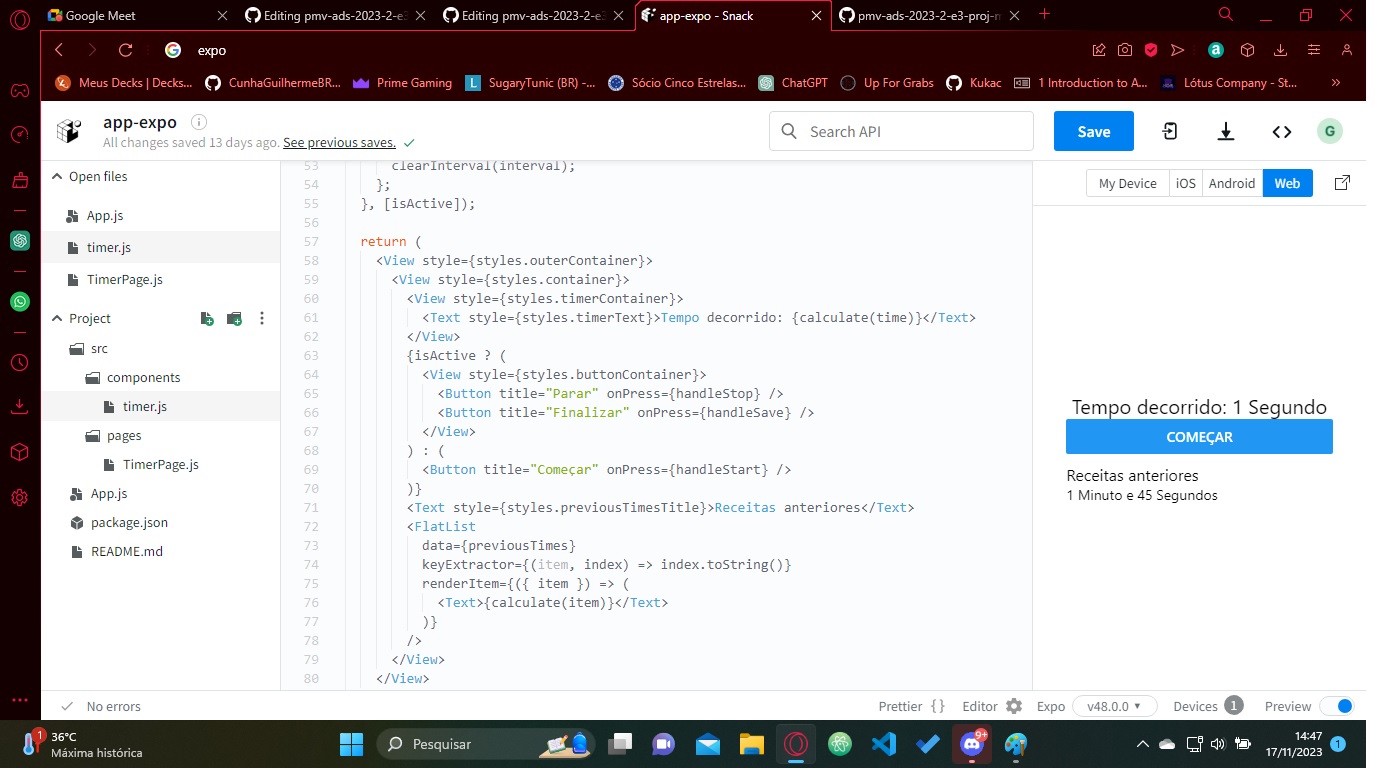 Google Meet
Editing pmv-ads-2023-2-e3
Editing pmv-ads-2023-2-e3
app-expo - Snack
pmv-ads-2023-2-e3-proj-m
expo
Meus Decks | Decks...
CunhaGuilhermeBR...
Prime Gaming
SugaryTunic (BR) -...
Sócio Cinco Estrelas...
ChatGPT
Up For Grabs
Kukac
1 Introduction to A...
Lótus Company - St...
app-expo
All changes saved 13 days ago. See previous saves.
Search API
Save
G
Open files
App.js
timer.js
TimerPage.js
Project
src
components
timer.js
pages
TimerPage.js
App.js
package.json
README.md
53 clearInterval(interval);
54 };
55 }, [isActive]);
56
57 return (
58 <View style={styles.outerContainer}>
59 <View style={styles.container}>
60 <View style={styles.timerContainer}>
61 <Text style={styles.timerText}>Tempo decorrido: {calculate(time)}</Text>
62 </View>
63 {isActive ? (
64 <View style={styles.buttonContainer}>
65 <Button title="Parar" onPress={handleStop} />
66 <Button title="Finalizar" onPress={handleSave} />
67 </View>
68 ) : (
69 <Button title="Começar" onPress={handleStart} />
70 )}
71 <Text style={styles.previousTimesTitle}>Receitas anteriores</Text>
72 <FlatList
73 data={previousTimes}
74 keyExtractor={(item, index) => index.toString()}
75 renderItem={({ item }) => (
76 <Text>{calculate(item)}</Text>
77 )}
78 />
79 </View>
80 </View>
My Device
iOS
Android
Web
Tempo decorrido: 1 Segundo
COMEÇAR
Receitas anteriores
1 Minuto e 45 Segundos
No errors
Prettier { }
Editor
Expo
v48.0.0
Devices 1
Preview
1
36°C
Máxima histórica
Pesquisar
9+
14:47
17/11/2023
1